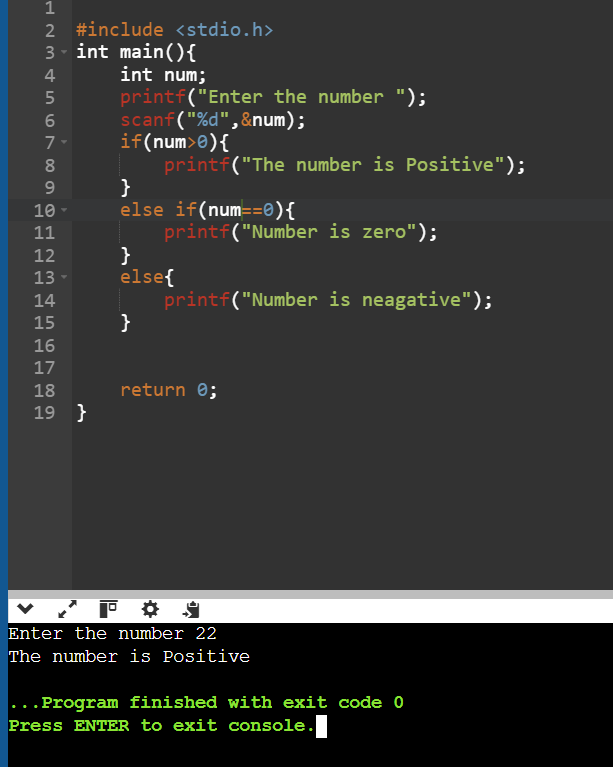 1
2 #include <stdio.h>
3 int main(){
4 int num;
5 printf("Enter the number ");
6 scanf("%d",&num);
7 if(num>0){
8 printf("The number is Positive");
9 }
10 else if(num==0){
11 printf("Number is zero");
12 }
13 else{
14 printf("Number is neagative");
15 }
16
17
18 return 0;
19 }
Enter the number 22
The number is Positive
...Program finished with exit code 0
Press ENTER to exit console.